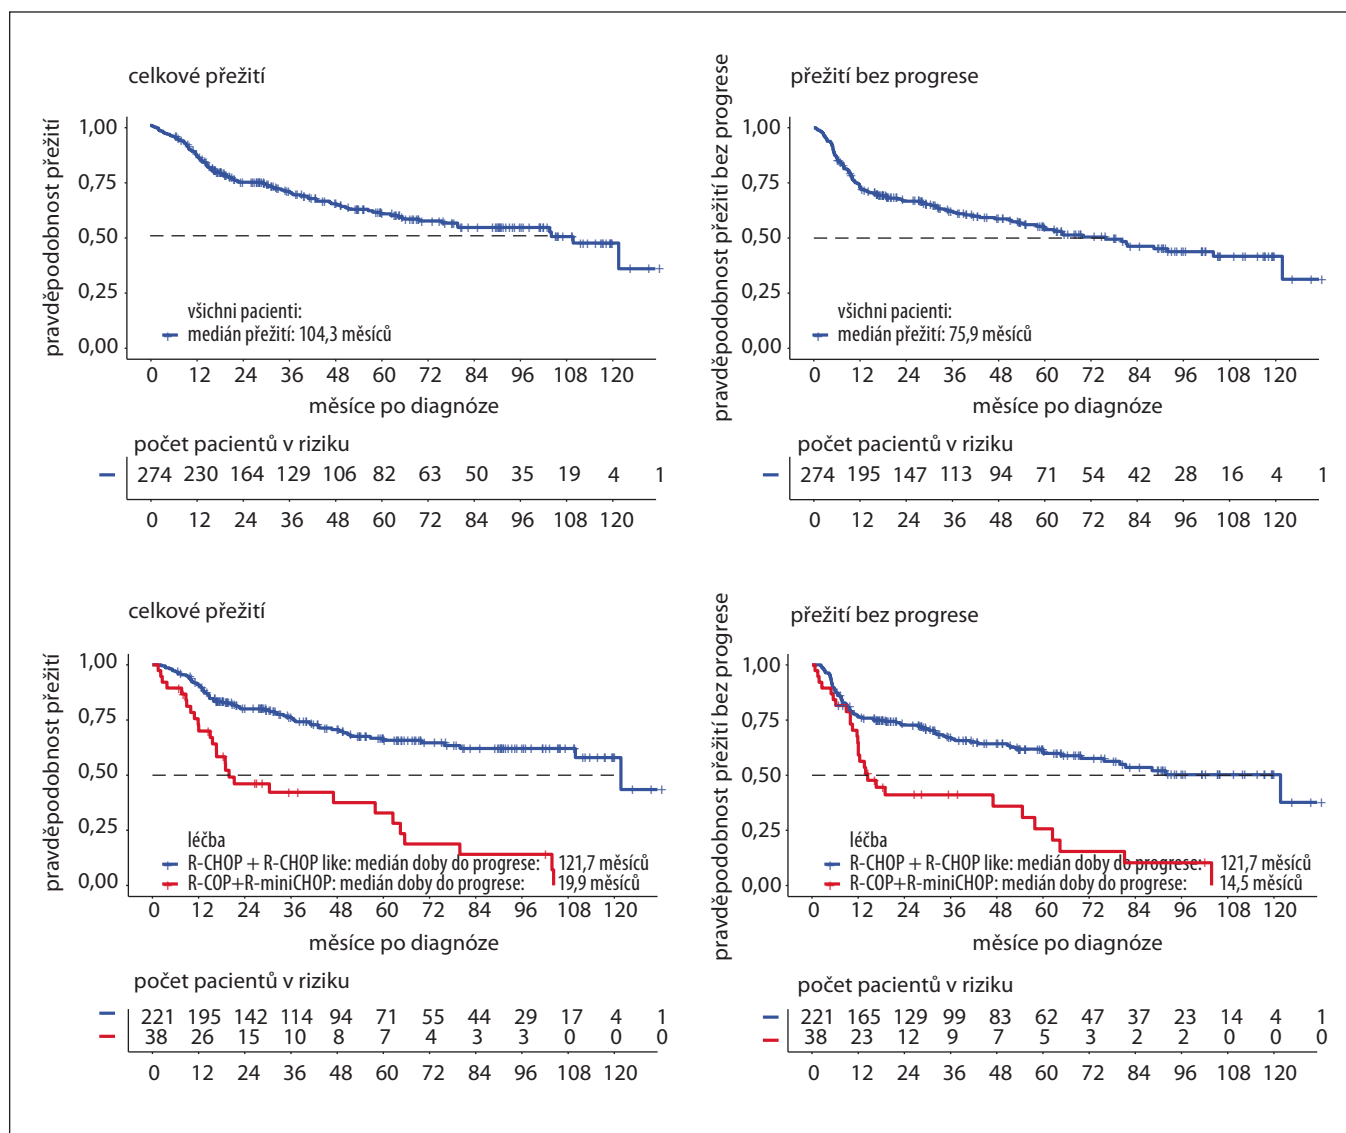 celkové přežití
pravděpodobnost přežití
1,00
0,75
0,50
0,25
0,00
všichni pacienti:
medián přežití: 104,3 měsíců
0 12 24 36 48 60 72 84 96 108 120
měsíce po diagnóze
počet pacientů v riziku
274 230 164 129 106 82 63 50 35 19 4 1
0 12 24 36 48 60 72 84 96 108 120
přežití bez progrese
pravděpodobnost přežití bez progrese
1,00
0,75
0,50
0,25
0,00
všichni pacienti:
medián přežití: 75,9 měsíců
0 12 24 36 48 60 72 84 96 108 120
měsíce po diagnóze
počet pacientů v riziku
274 195 147 113 94 71 54 42 28 16 4 1
0 12 24 36 48 60 72 84 96 108 120
celkové přežití
pravděpodobnost přežití
1,00
0,75
0,50
0,25
0,00
léčba
R-CHOP + R-CHOP like: medián doby do progrese: 121,7 měsíců
R-COP+R-miniCHOP: medián doby do progrese: 19,9 měsíců
0 12 24 36 48 60 72 84 96 108 120
měsíce po diagnóze
počet pacientů v riziku
221 195 142 114 94 71 55 44 29 17 4 1
38 26 15 10 8 7 4 3 3 0 0 0
0 12 24 36 48 60 72 84 96 108 120
přežití bez progrese
pravděpodobnost přežití bez progrese
1,00
0,75
0,50
0,25
0,00
léčba
R-CHOP + R-CHOP like: medián doby do progrese: 121,7 měsíců
R-COP+R-miniCHOP: medián doby do progrese: 14,5 měsíců
0 12 24 36 48 60 72 84 96 108 120
měsíce po diagnóze
počet pacientů v riziku
221 165 129 99 83 62 47 37 23 14 4 1
38 23 12 9 7 5 3 2 2 0 0 0
0 12 24 36 48 60 72 84 96 108 120